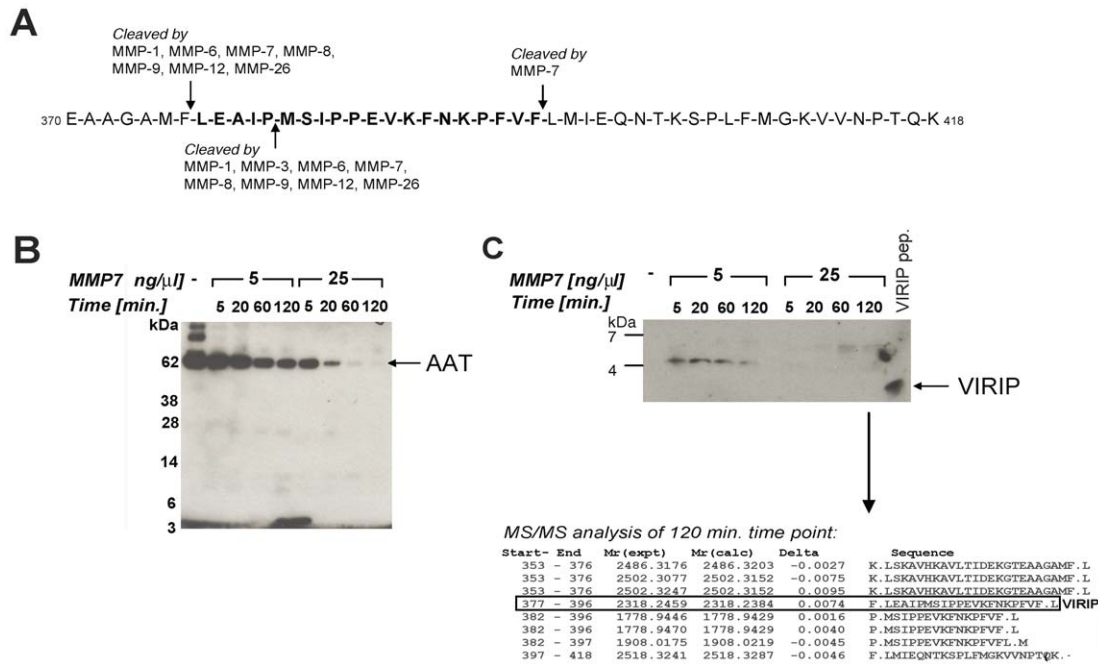 A
Cleaved by
MMP-1, MMP-6, MMP-7, MMP-8,
MMP-9, MMP-12, MMP-26
Cleaved by
MMP-7
370 E-A-A-G-A-M-F-L-E-A-I-P-M-S-I-P-P-E-V-K-F-N-K-P-F-V-F-L-M-I-E-Q-N-T-K-S-P-L-F-M-G-K-V-V-N-P-T-Q-K 418
Cleaved by
MMP-1, MMP-3, MMP-6, MMP-7,
MMP-8, MMP-9, MMP-12, MMP-26
B
MMP7 ng/µl] - 5 25
Time [min.] 5 20 60 120 5 20 60 120
kDa
62
38
28
14
6
3
AAT
C
MMP7 [ng/µl] - 5 25
Time [min.] 5 20 60 120 5 20 60 120
VIRIP pep.
kDa
7
4
VIRIP
MS/MS analysis of 120 min. time point:
Start- End Mr(expt) Mr(calc) Delta Sequence
353 - 376 2486.3176 2486.3203 -0.0027 K.LSKAVHKAVLTIDEKGTEAAGAMF.L
353 - 376 2502.3077 2502.3152 -0.0075 K.LSKAVHKAVLTIDEKGTEAAGAMF.L
353 - 376 2502.3247 2502.3152 0.0095 K.LSKAVHKAVLTIDEKGTEAAGAMF.L
377 - 396 2318.2459 2318.2384 0.0074 F.LEAIPMSIPPEVKFNKPFVF.L VIRIP
382 - 396 1778.9446 1778.9429 0.0016 P.MSIPPEVKFNKPFVF.L
382 - 396 1778.9470 1778.9429 0.0040 P.MSIPPEVKFNKPFVF.L
382 - 397 1908.0175 1908.0219 -0.0045 P.MSIPPEVKFNKPFVFL.M
397 - 418 2518.3241 2518.3287 -0.0046 F.LMIEQNTKSPLFMGKVVNPTQK.-